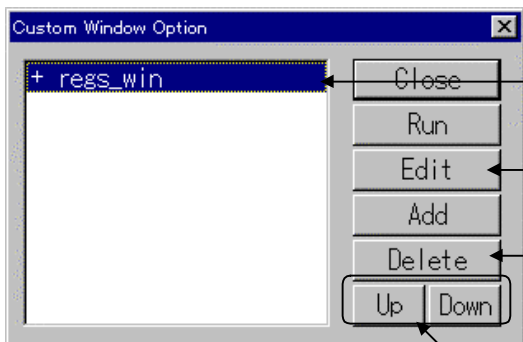 Custom Window Option
+ regs_win
Close
Run
Edit
Add
Delete
Up Down